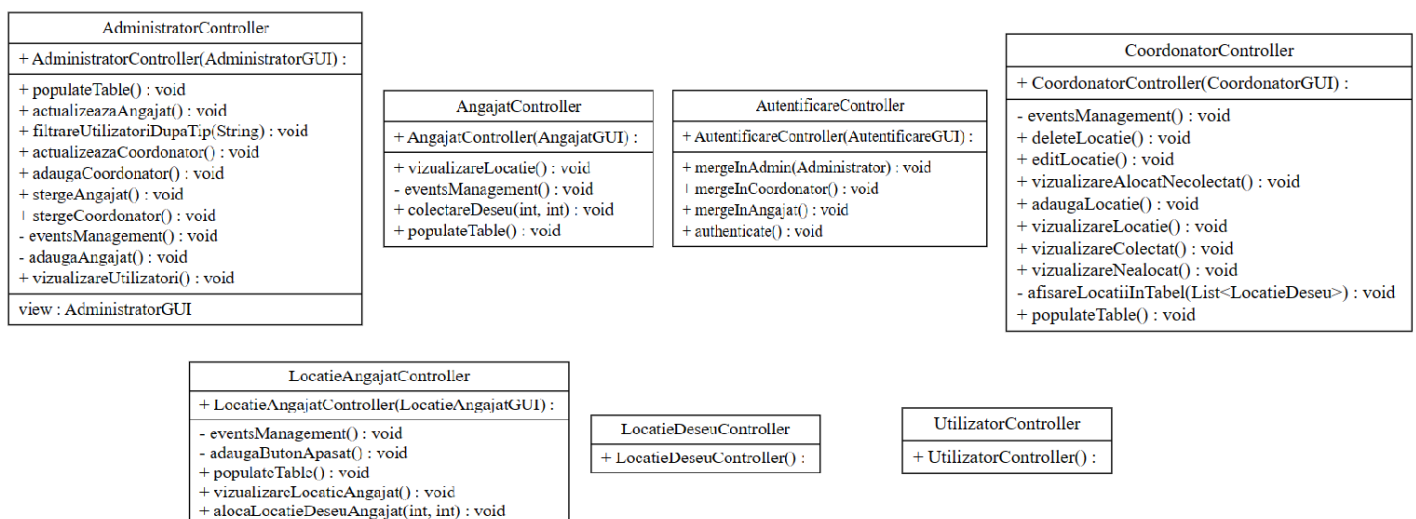 AdministratorController
+ AdministratorController(AdministratorGUI) :
+ populateTable() : void
+ actualizeazaAngajat() : void
+ filtrareUtilizatoriDupaTip(String) : void
+ actualizeazaCoordonator() : void
+ adaugaCoordonator() : void
+ stergeAngajat() : void
+ stergeCoordonator() : void
- eventsManagement() : void
- adaugaAngajat() : void
+ vizualizareUtilizatori() : void
view : AdministratorGUI
AngajatController
+ AngajatController(AngajatGUI) :
+ vizualizareLocatie() : void
- eventsManagement() : void
+ colectareDeseu(int, int) : void
+ populateTable() : void
AutentificareController
+ AutentificareController(AutentificareGUI) :
+ mergeInAdmin(Administrator) : void
+ mergeInCoordonator() : void
+ mergeInAngajat() : void
+ authenticate() : void
CoordonatorController
+ CoordonatorController(CoordonatorGUI) :
- eventsManagement() : void
+ deleteLocatie() : void
+ editLocatie() : void
+ vizualizareAlocatNecolectat() : void
+ adaugaLocatie() : void
+ vizualizareLocatie() : void
+ vizualizareColectat() : void
+ vizualizareNealocat() : void
- afisareLocatiiInTabel(List<LocatieDeseu>) : void
+ populateTable() : void
LocatieAngajatController
+ LocatieAngajatController(LocatieAngajatGUI) :
- eventsManagement() : void
- adaugaButonApasat() : void
+ populateTable() : void
+ vizualizareLocatieAngajat() : void
+ alocaLocatieDeseuAngajat(int, int) : void
LocatieDeseuController
+ LocatieDeseuController() :
UtilizatorController
+ UtilizatorController() :